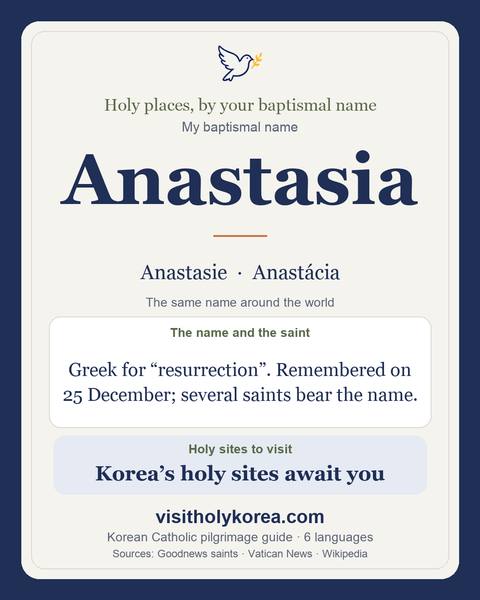 Holy places, by your baptismal name
My baptismal name
Anastasia
Anastasie · Anastácia
The same name around the world
The name and the saint
Greek for “resurrection”. Remembered on
25 December; several saints bear the name.
Holy sites to visit
Korea’s holy sites await you
visitholykorea.com
Korean Catholic pilgrimage guide · 6 languages
Sources: Goodnews saints · Vatican News · Wikipedia